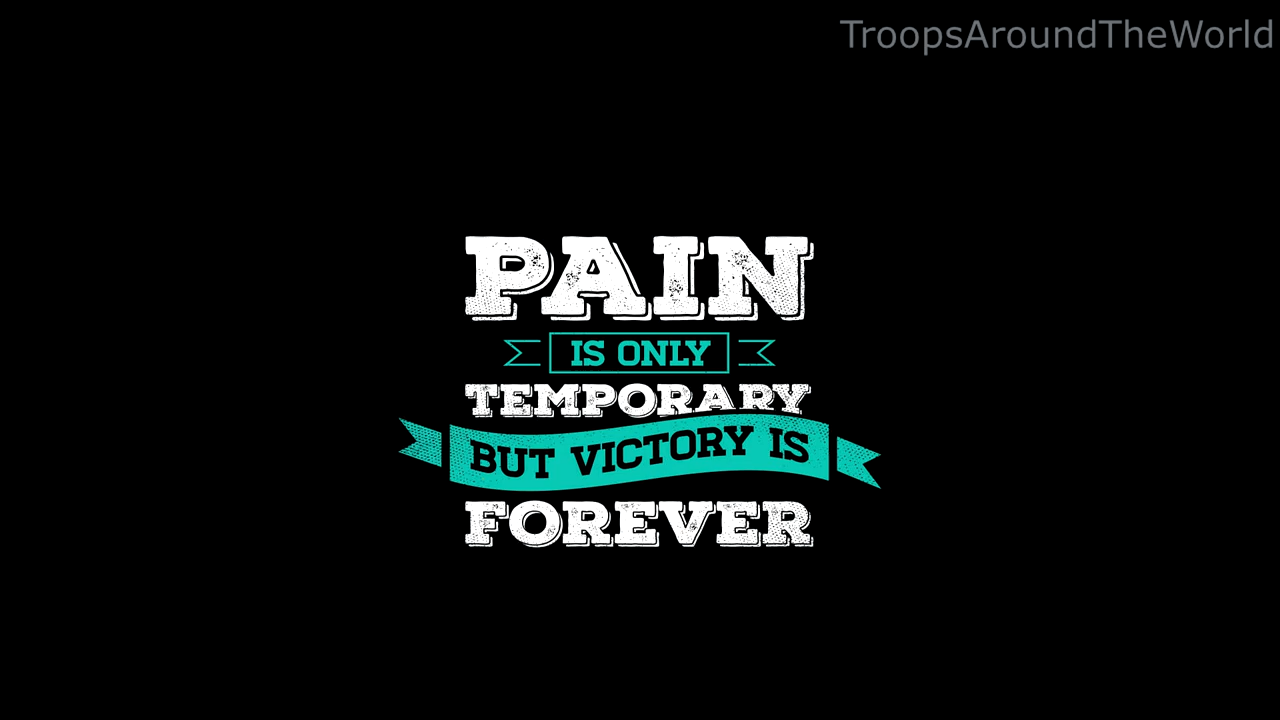 TroopsAroundTheWorld
PAIN
IS ONLY
TEMPORARY
BUT VICTORY IS
FOREVER